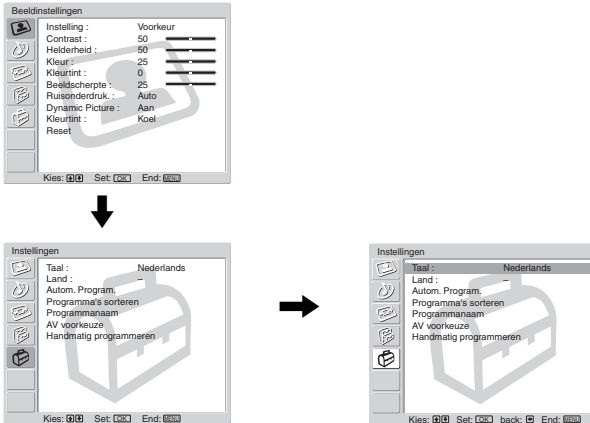 Beeldinstellingen
Instelling : Voorkeur
Contrast : 50
Helderheid : 50
Kleur : 25
Kleurtint : 0
Beeldscherpte : 25
Ruisonderdruk. : Auto
Dynamic Picture : Aan
Kleurtint : Koel
Reset
Kies: Set: OK End: MENU
Instellingen
Taal : Nederlands
Land : –
Autom. Program.
Programma's sorteren
Programmanaam
AV voorkeuze
Handmatig programmeren
Kies: Set: OK End: MENU
Instellingen
Taal : Nederlands
Land : –
Autom. Program.
Programma's sorteren
Programmanaam
AV voorkeuze
Handmatig programmeren
Kies: Set: OK back: End: MENU